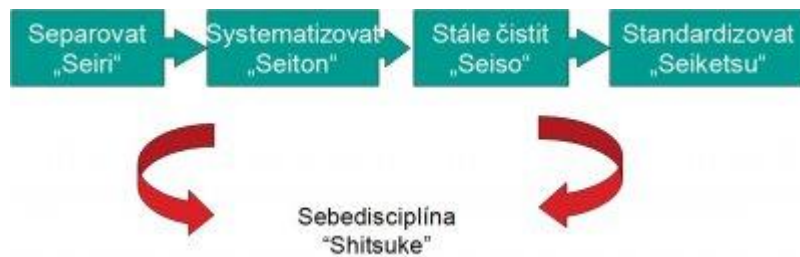 Separovat
„Seiri“
Systematizovat
„Seiton“
Stále čistit
„Seiso“
Standardizovat
„Seiketsu“
Sebedisciplína
“Shitsuke”